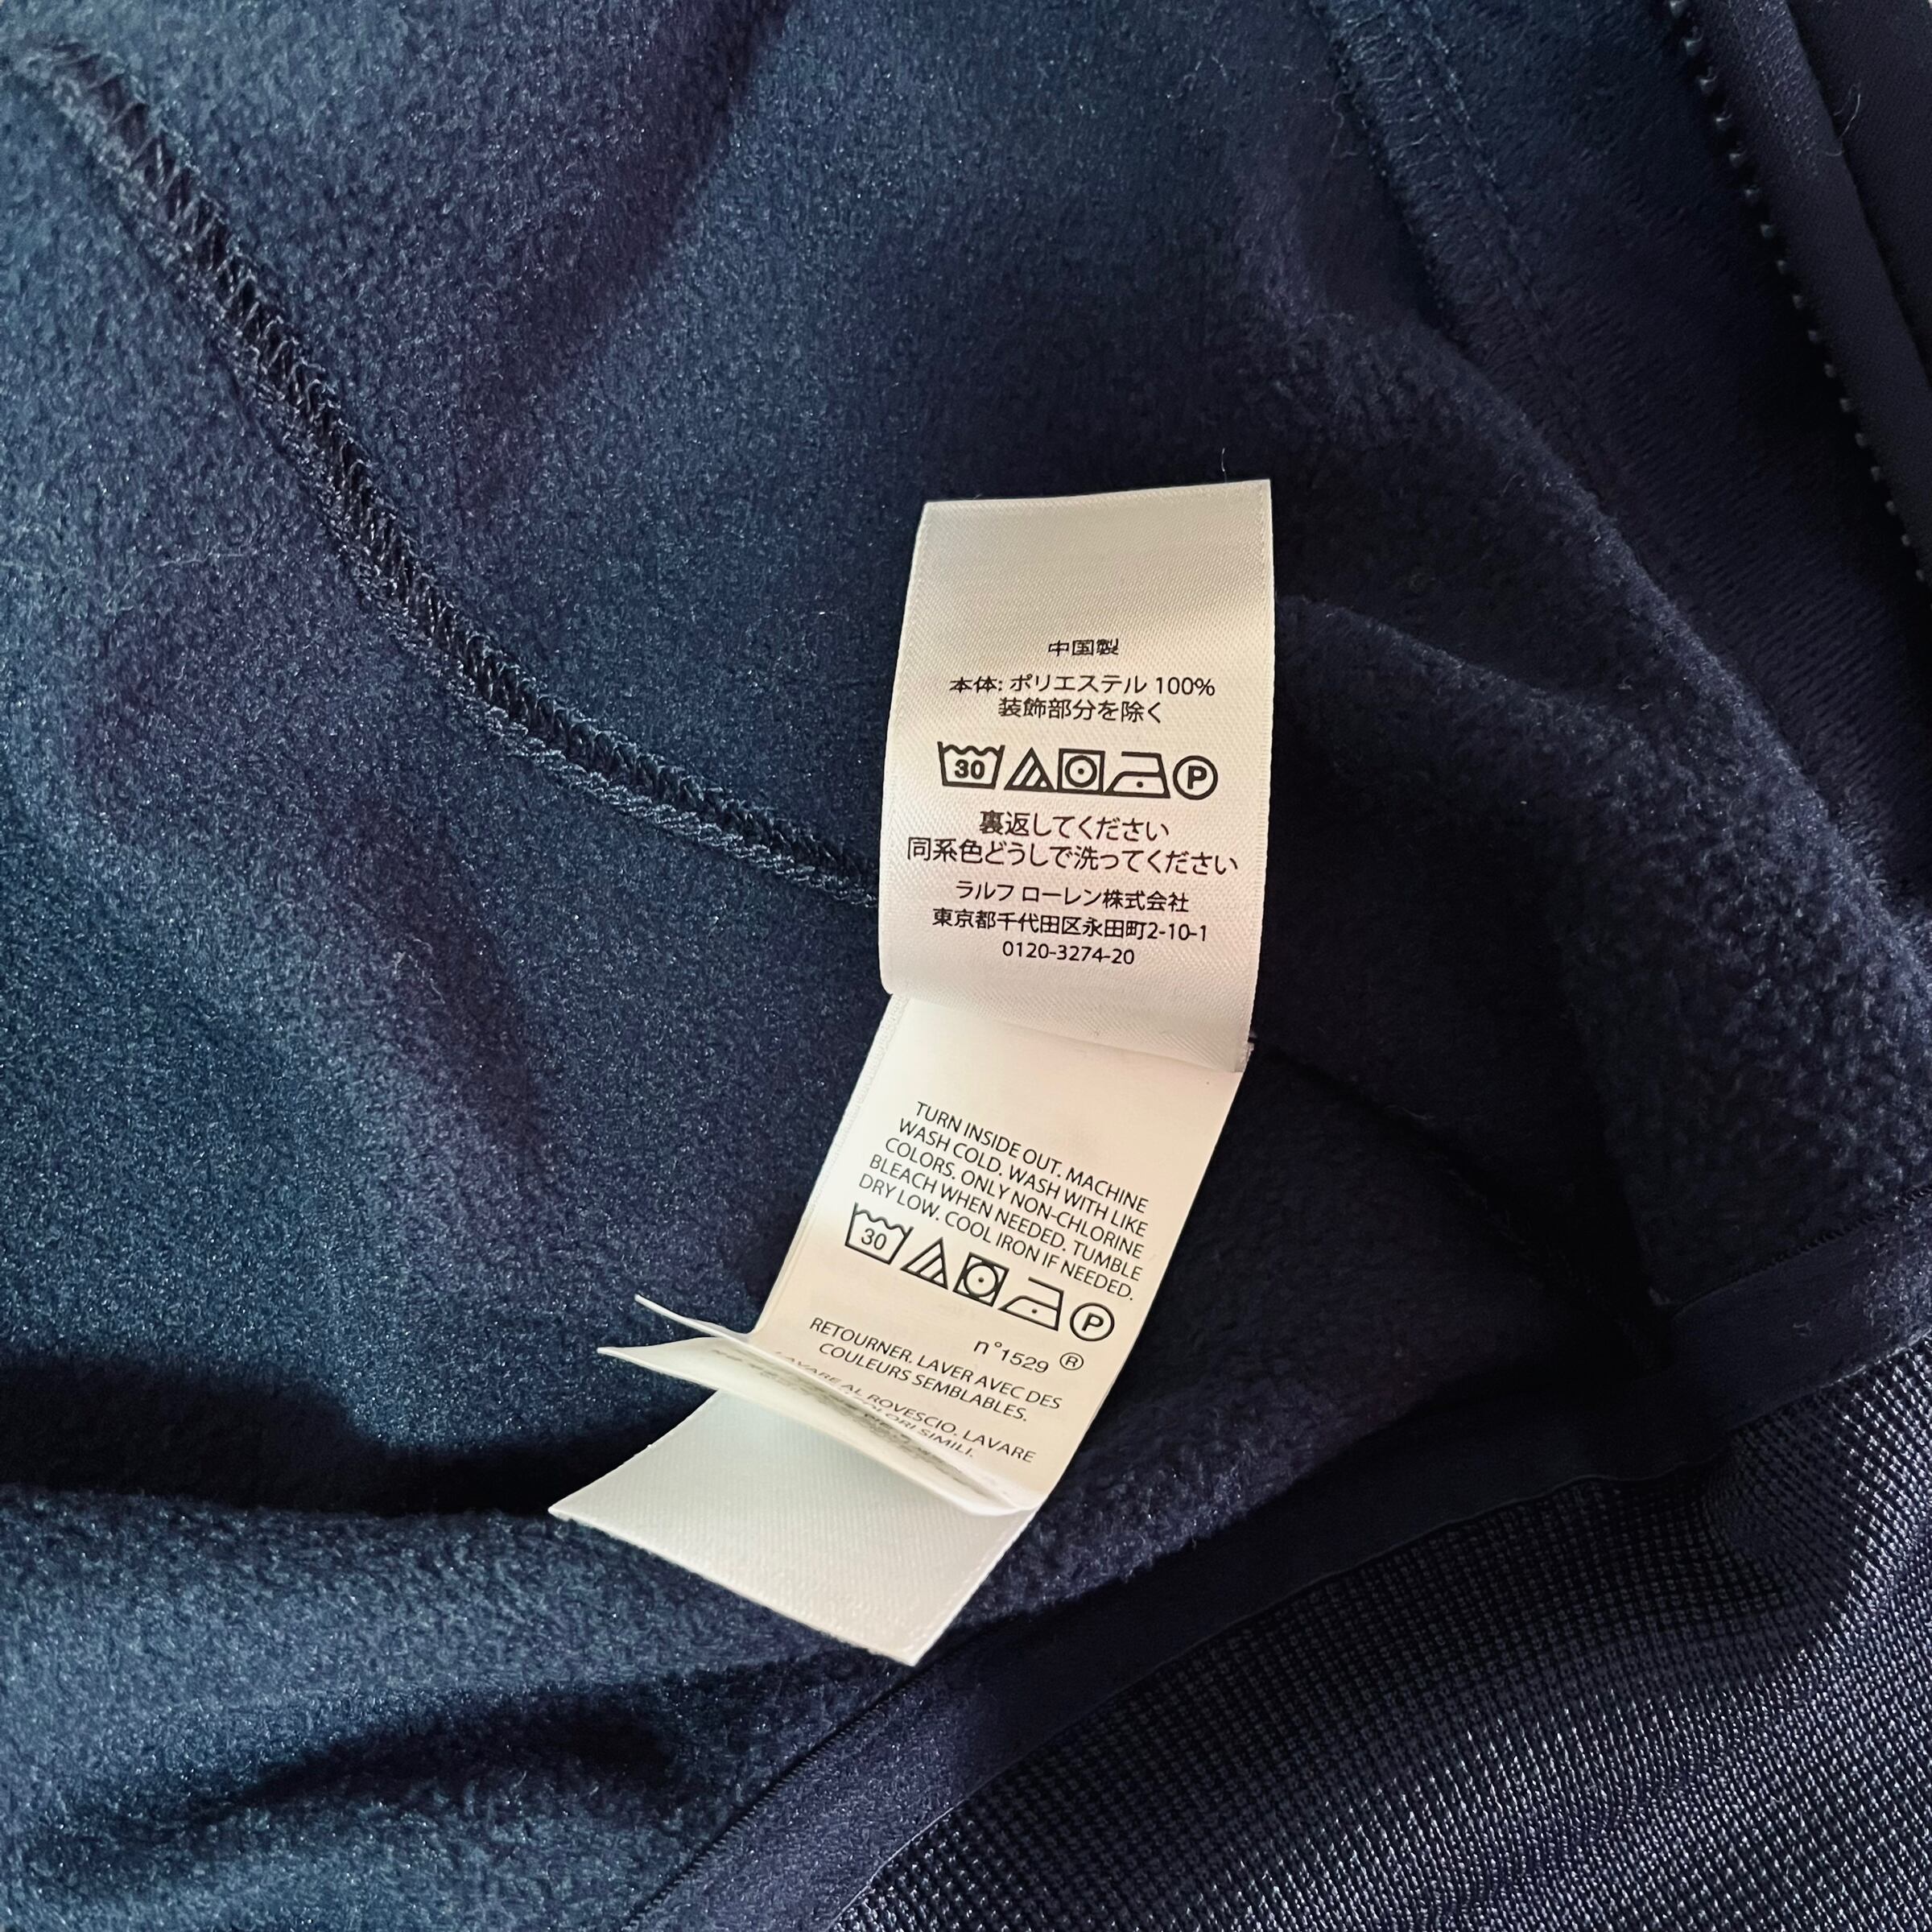 中国製
本体: ポリエステル 100%
装飾部分を除く
30 P
裏返してください
同系色どうしで洗ってください
ラルフ ローレン株式会社
東京都千代田区永田町2-10-1
0120-3274-20
TURN INSIDE OUT. MACHINE
WASH COLD. WASH WITH LIKE
COLORS. ONLY NON-CHLORINE
BLEACH WHEN NEEDED. TUMBLE
DRY LOW. COOL IRON IF NEEDED.
30 P
n°1529 ®
RETOURNER. LAVER AVEC DES
COULEURS SEMBLABLES.
LAVARE AL ROVESCIO. LAVARE
COLORI SIMILI.